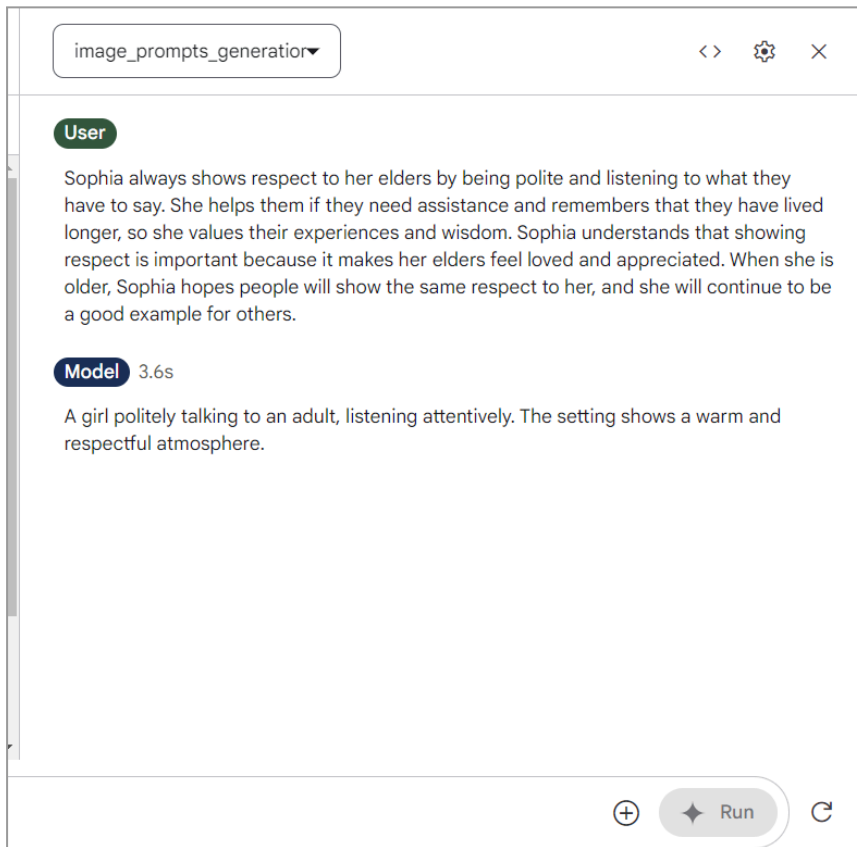 image_prompts_generation
User
Sophia always shows respect to her elders by being polite and listening to what they
have to say. She helps them if they need assistance and remembers that they have lived
longer, so she values their experiences and wisdom. Sophia understands that showing
respect is important because it makes her elders feel loved and appreciated. When she is
older, Sophia hopes people will show the same respect to her, and she will continue to be
a good example for others.
Model 3.6s
A girl politely talking to an adult, listening attentively. The setting shows a warm and
respectful atmosphere.
Run